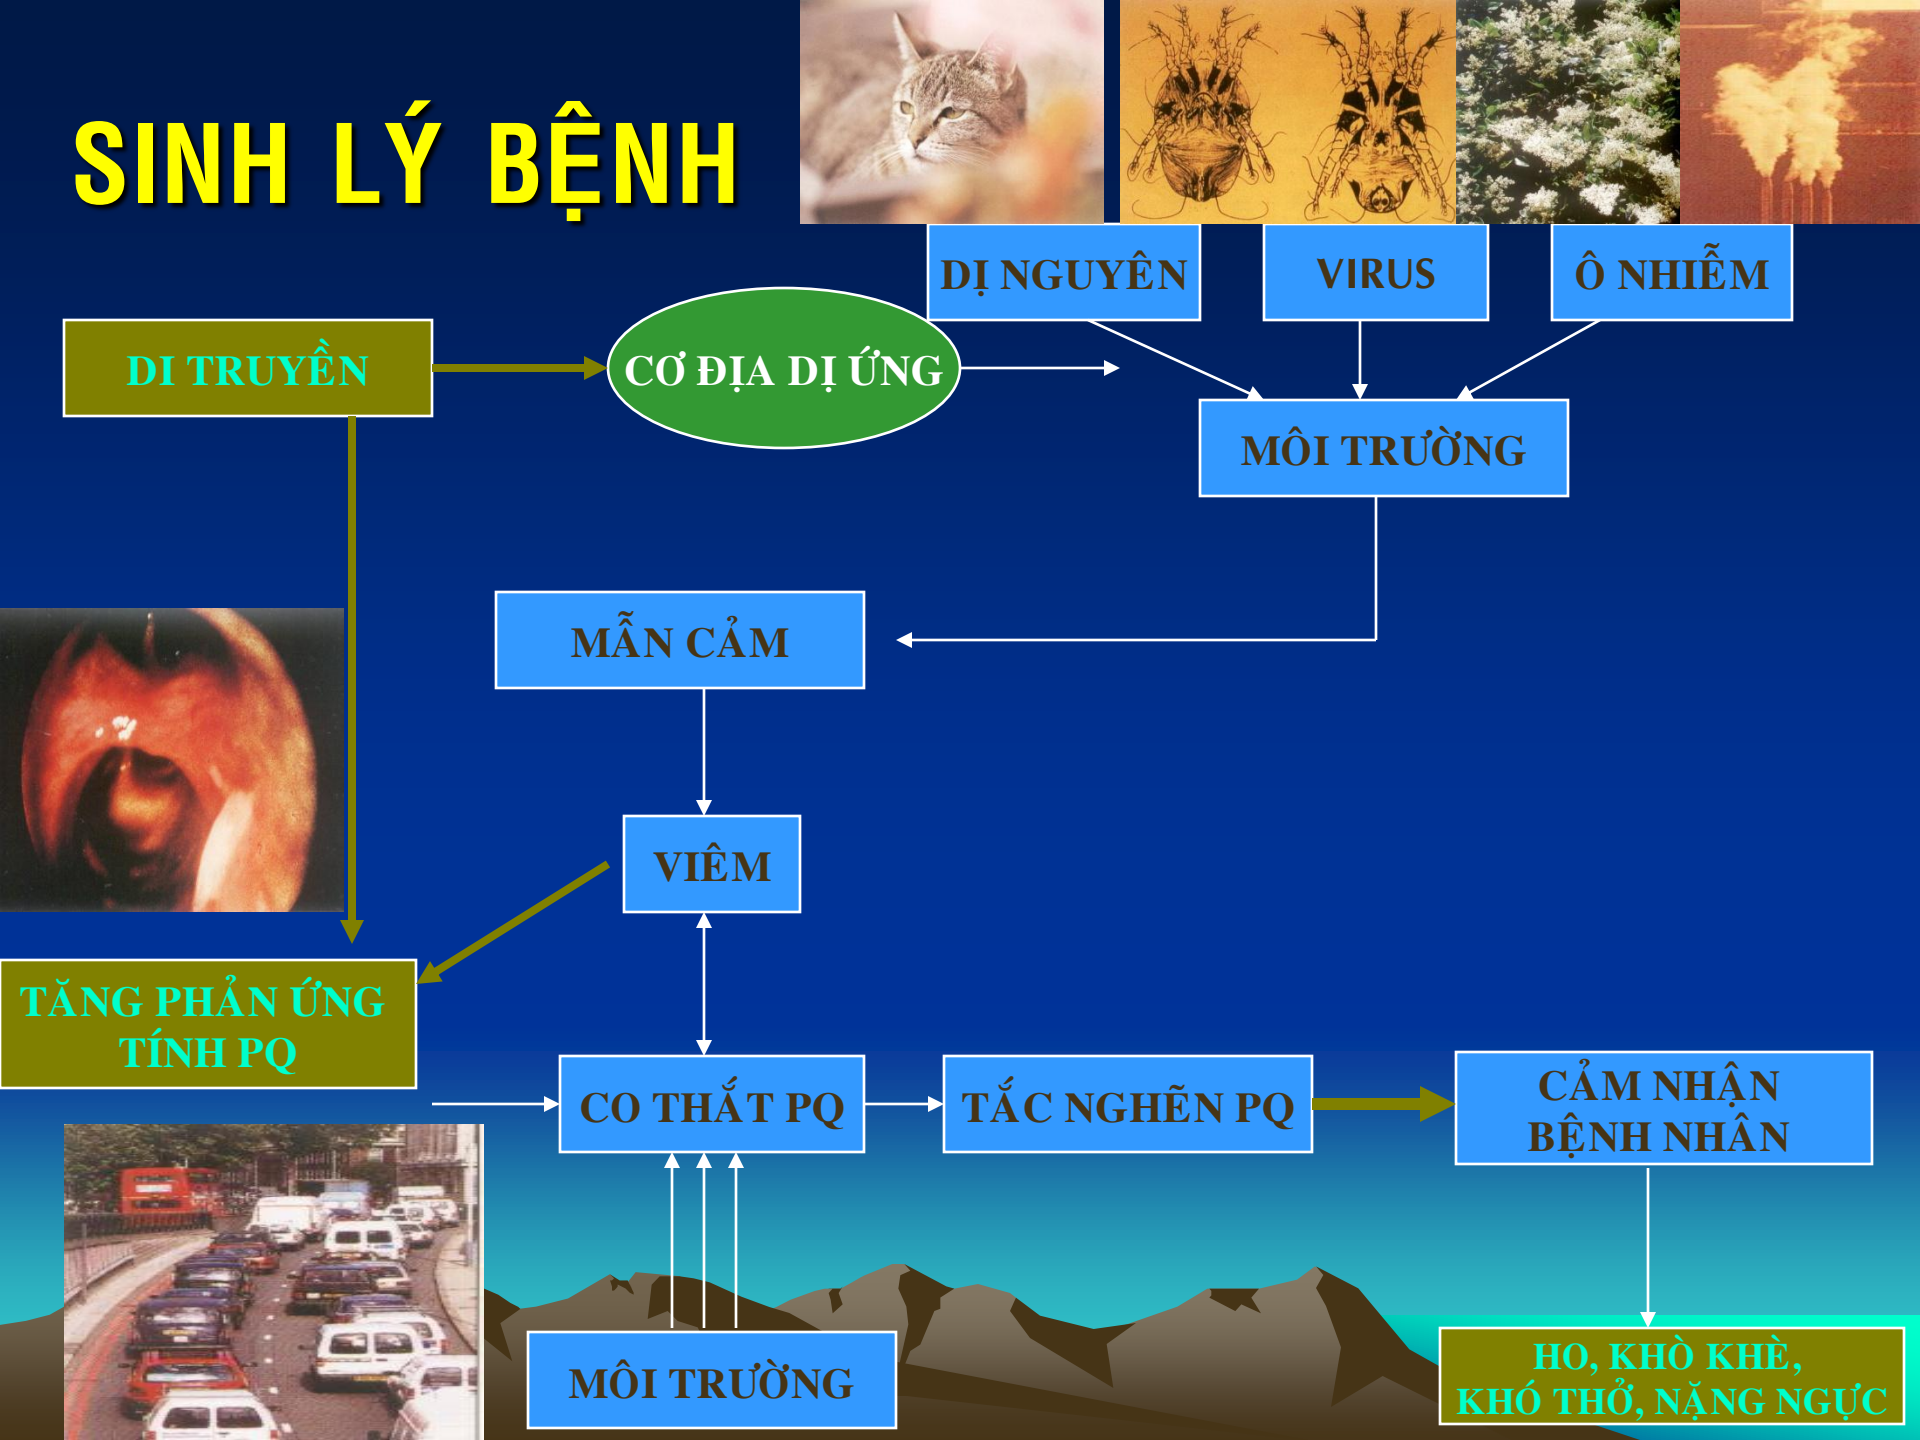 SINH LÝ BỆNH
DỊ NGUYÊN
VIRUS
Ô NHIỄM
DI TRUYỀN
CƠ ĐỊA DỊ ỨNG
MÔI TRƯỜNG
MẪN CẢM
VIÊM
TĂNG PHẢN ỨNG
TÍNH PQ
CO THẮT PQ
TẮC NGHẼN PQ
CẢM NHẬN
BỆNH NHÂN
MÔI TRƯỜNG
HO, KHÒ KHÈ,
KHÓ THỞ, NẶNG NGỰC